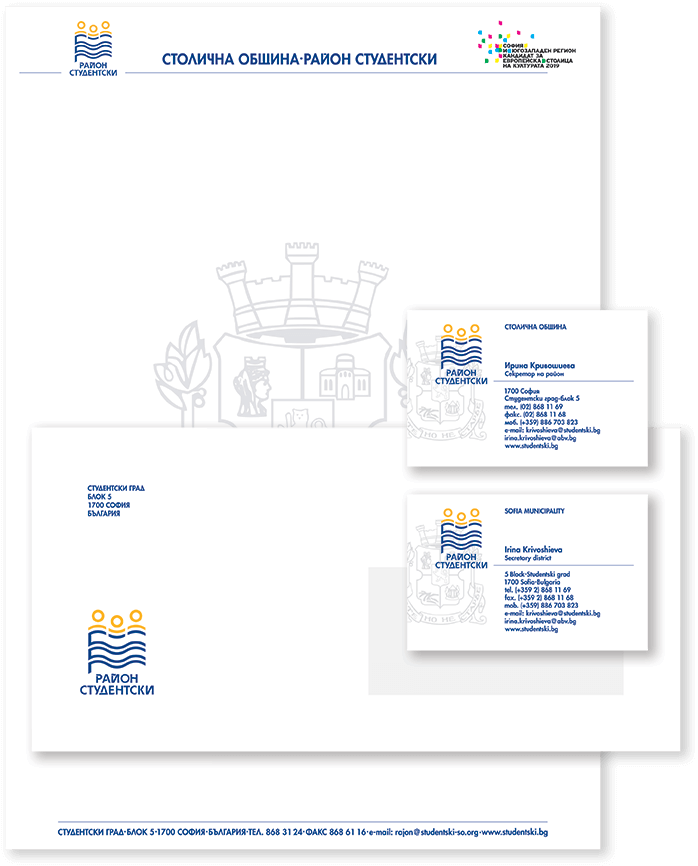 РАЙОН
СТУДЕНТСКИ
СТОЛИЧНА ОБЩИНА·РАЙОН СТУДЕНТСКИ
СОФИЯ
И ЮГОЗАПАДЕН РЕГИОН
КАНДИДАТ ЗА
ЕВРОПЕЙСКА СТОЛИЦА
НА КУЛТУРАТА 2019
РАЙОН
СТУДЕНТСКИ
СТОЛИЧНА ОБЩИНА
Ирина Кривошиева
Секретар на район
1700 София
Студентски град-блок 5
тел. (02) 868 11 69
факс. (02) 868 11 68
моб. (+359) 886 703 823
e-mail: krivoshieva@studentski.bg
irina.krivoshieva@abv.bg
www.studentski.bg
НО НЕ
СТУДЕНТСКИ ГРАД
БЛОК 5
1700 СОФИЯ
БЪЛГАРИЯ
РАЙОН
СТУДЕНТСКИ
SOFIA MUNICIPALITY
Irina Krivoshieva
Secretary district
5 Block-Studentski grad
1700 Sofia-Bulgaria
tel. (+359 2) 868 11 69
fax. (+359 2) 868 11 68
mob. (+359) 886 703 823
e-mail: krivoshieva@studentski.bg
irina.krivoshieva@abv.bg
www.studentski.bg
НО НЕ
РАЙОН
СТУДЕНТСКИ
СТУДЕНТСКИ ГРАД·БЛОК 5·1700 СОФИЯ·БЪЛГАРИЯ·ТЕЛ. 868 31 24·ФАКС 868 61 16·e-mail: rajon@studentski-so.org·www.studentski.bg